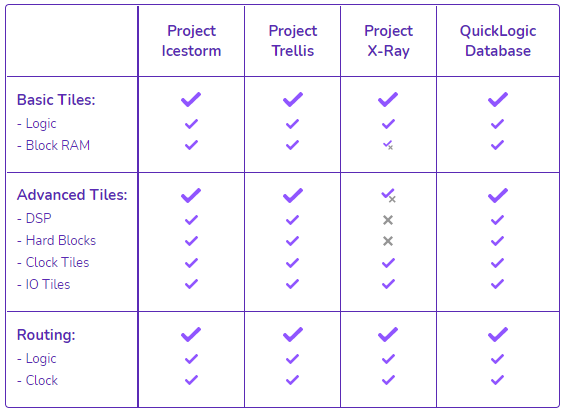 Project Icestorm
Project Trellis
Project X-Ray
QuickLogic Database
Basic Tiles:
- Logic
- Block RAM
Advanced Tiles:
- DSP
- Hard Blocks
- Clock Tiles
- IO Tiles
Routing:
- Logic
- Clock